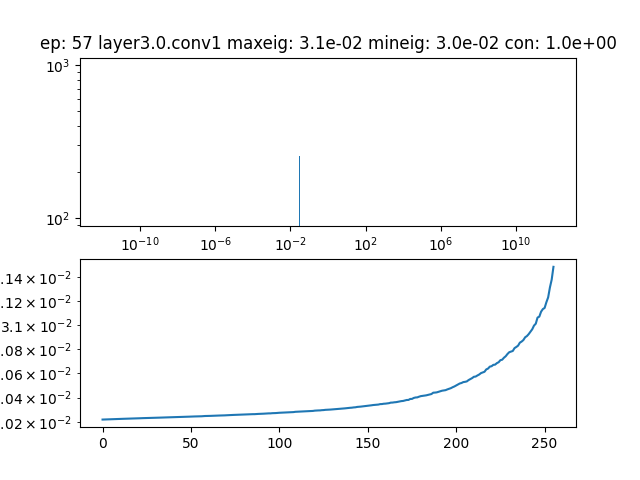 ep: 57 layer3.0.conv1 maxeig: 3.1e-02 mineig: 3.0e-02 con: 1.0e+00
10³
10²
10⁻¹⁰ 10⁻⁶ 10⁻² 10² 10⁶ 10¹⁰
.14 × 10⁻²
.12 × 10⁻²
3.1 × 10⁻²
.08 × 10⁻²
.06 × 10⁻²
.04 × 10⁻²
.02 × 10⁻²
0 50 100 150 200 250